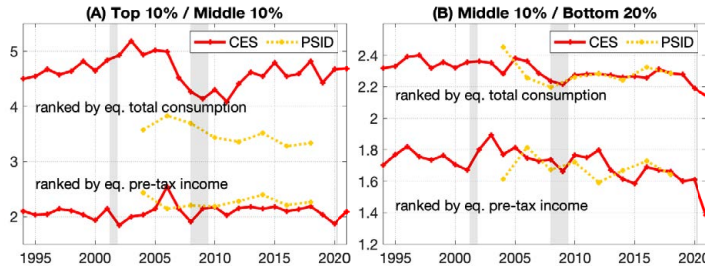 (A) Top 10% / Middle 10%
CES PSID
5
4
3
2
ranked by eq. total consumption
ranked by eq. pre-tax income
1995 2000 2005 2010 2015 2020
(B) Middle 10% / Bottom 20%
CES PSID
2.4
2.2
2
1.8
1.6
1.4
1.2
ranked by eq. total consumption
ranked by eq. pre-tax income
1995 2000 2005 2010 2015 2020